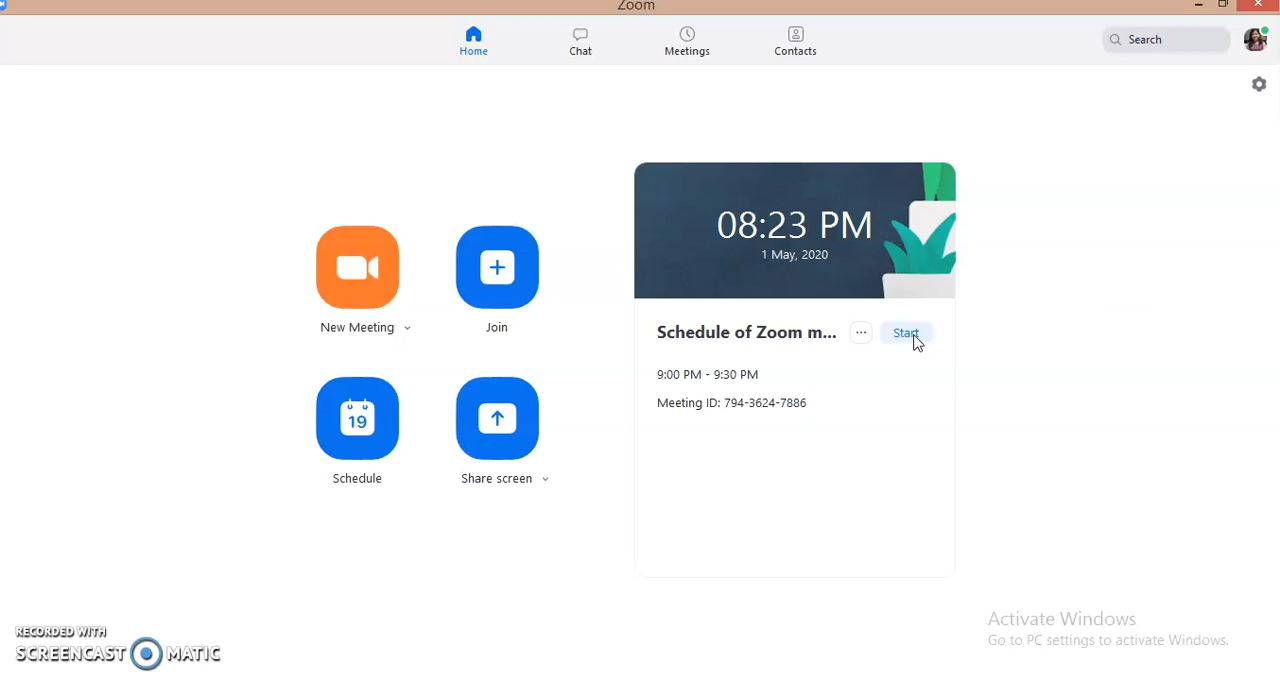 Zoom
Home
Chat
Meetings
Contacts
Search
08:23 PM
1 May, 2020
New Meeting
Join
Schedule of Zoom m...
Start
9:00 PM - 9:30 PM
Meeting ID: 794-3624-7886
19
Schedule
Share screen
Activate Windows
Go to PC settings to activate Windows.
RECORDED WITH
SCREENCAST MATIC